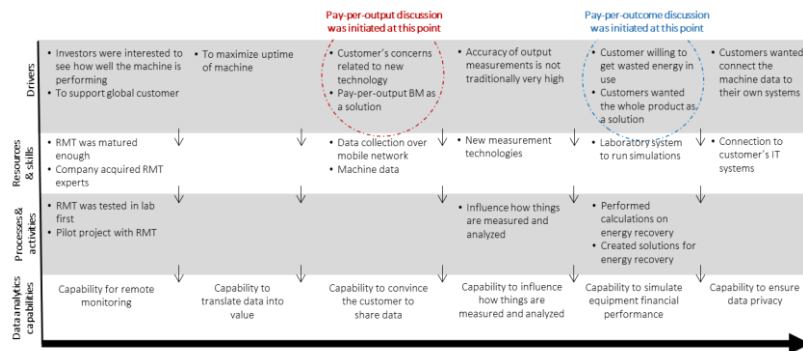 Pay-per-output discussion
was initiated at this point
Pay-per-outcome discussion
was initiated at this point
Drivers
• Investors were interested to
see how well the machine is
performing
• To support global customer
• To maximize uptime
of machine
• Customer's concerns
related to new
technology
• Pay-per-output BM as
a solution
• Accuracy of output
measurements is not
traditionally very high
• Customer willing to
get wasted energy in
use
• Customers wanted
the whole product as
a solution
• Customers wanted
connect the
machine data to
their own systems
Resources
& skills
• RMT was matured
enough
• Company acquired RMT
experts
• Data collection over
mobile network
• Machine data
• New measurement
technologies
• Laboratory system
to run simulations
• Connection to
customer's IT
systems
Processes &
activities
• RMT was tested in lab
first
• Pilot project with RMT
• Influence how things
are measured and
analyzed
• Performed
calculations on
energy recovery
• Created solutions for
energy recovery
Data analytics
capabilities
Capability for remote
monitoring
Capability to
translate data into
value
Capability to convince
the customer to
share data
Capability to influence
how things are
measured and analyzed
Capability to simulate
equipment financial
performance
Capability to ensure
data privacy